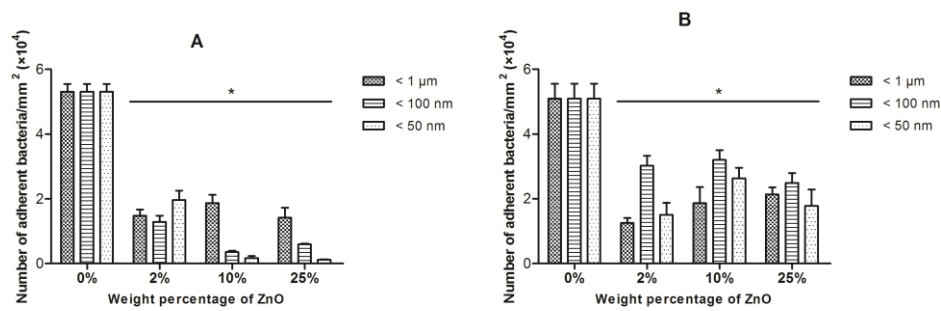 A
Number of adherent bacteria/mm² (×10⁴)
6
4
2
0
0% 2% 10% 25%
Weight percentage of ZnO
*
< 1 µm
< 100 nm
< 50 nm
B
Number of adherent bacteria/mm² (×10⁴)
6
4
2
0
0% 2% 10% 25%
Weight percentage of ZnO
*
< 1 µm
< 100 nm
< 50 nm